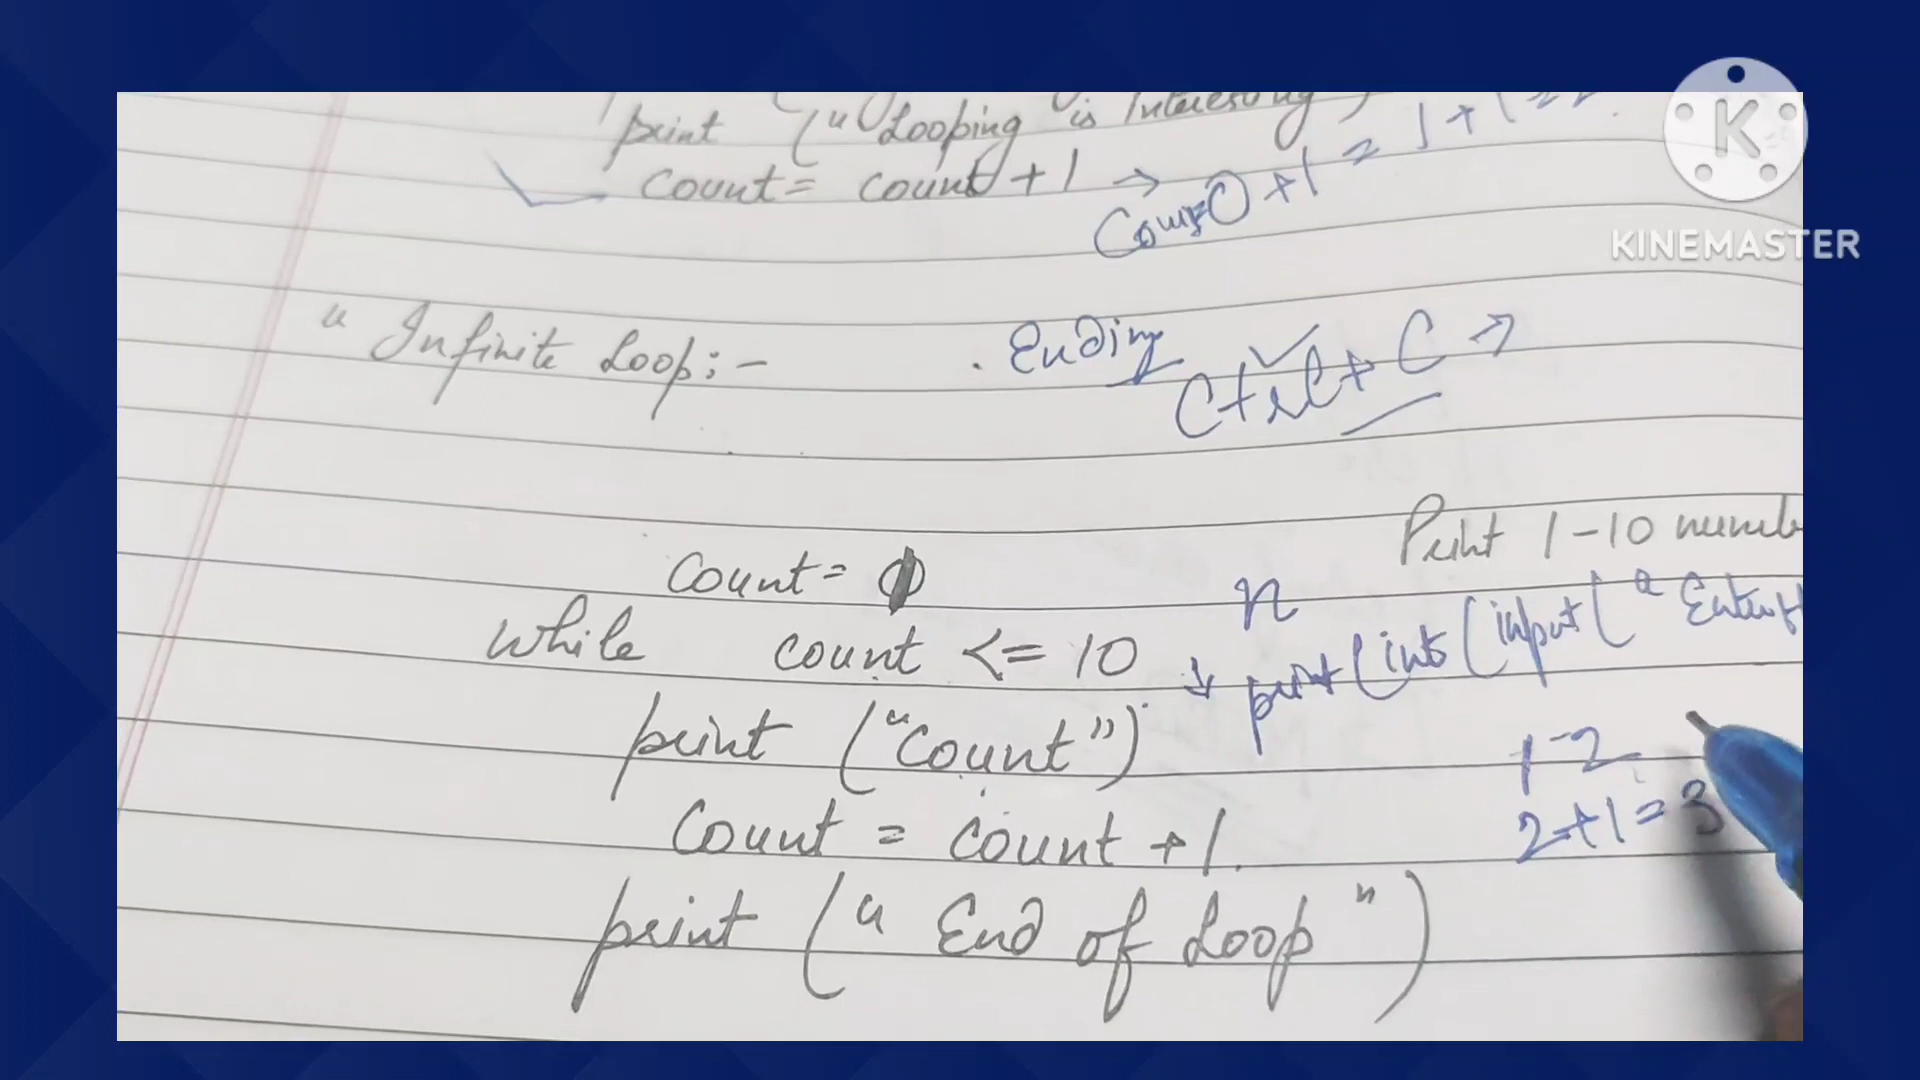 print ("Looping is Interesting
count = count + 1 → Count = 0 + 1 = 1 + 1 = 2
" Infinite Loop :-
. Ending
Ctrl + C →
Print 1-10 numb
count = 0
n
while count <= 10
print (int (input ( " Enter
print ("count")
1-2
2+1=3
count = count + 1.
print (" End of Loop ")
K
KINEMASTER